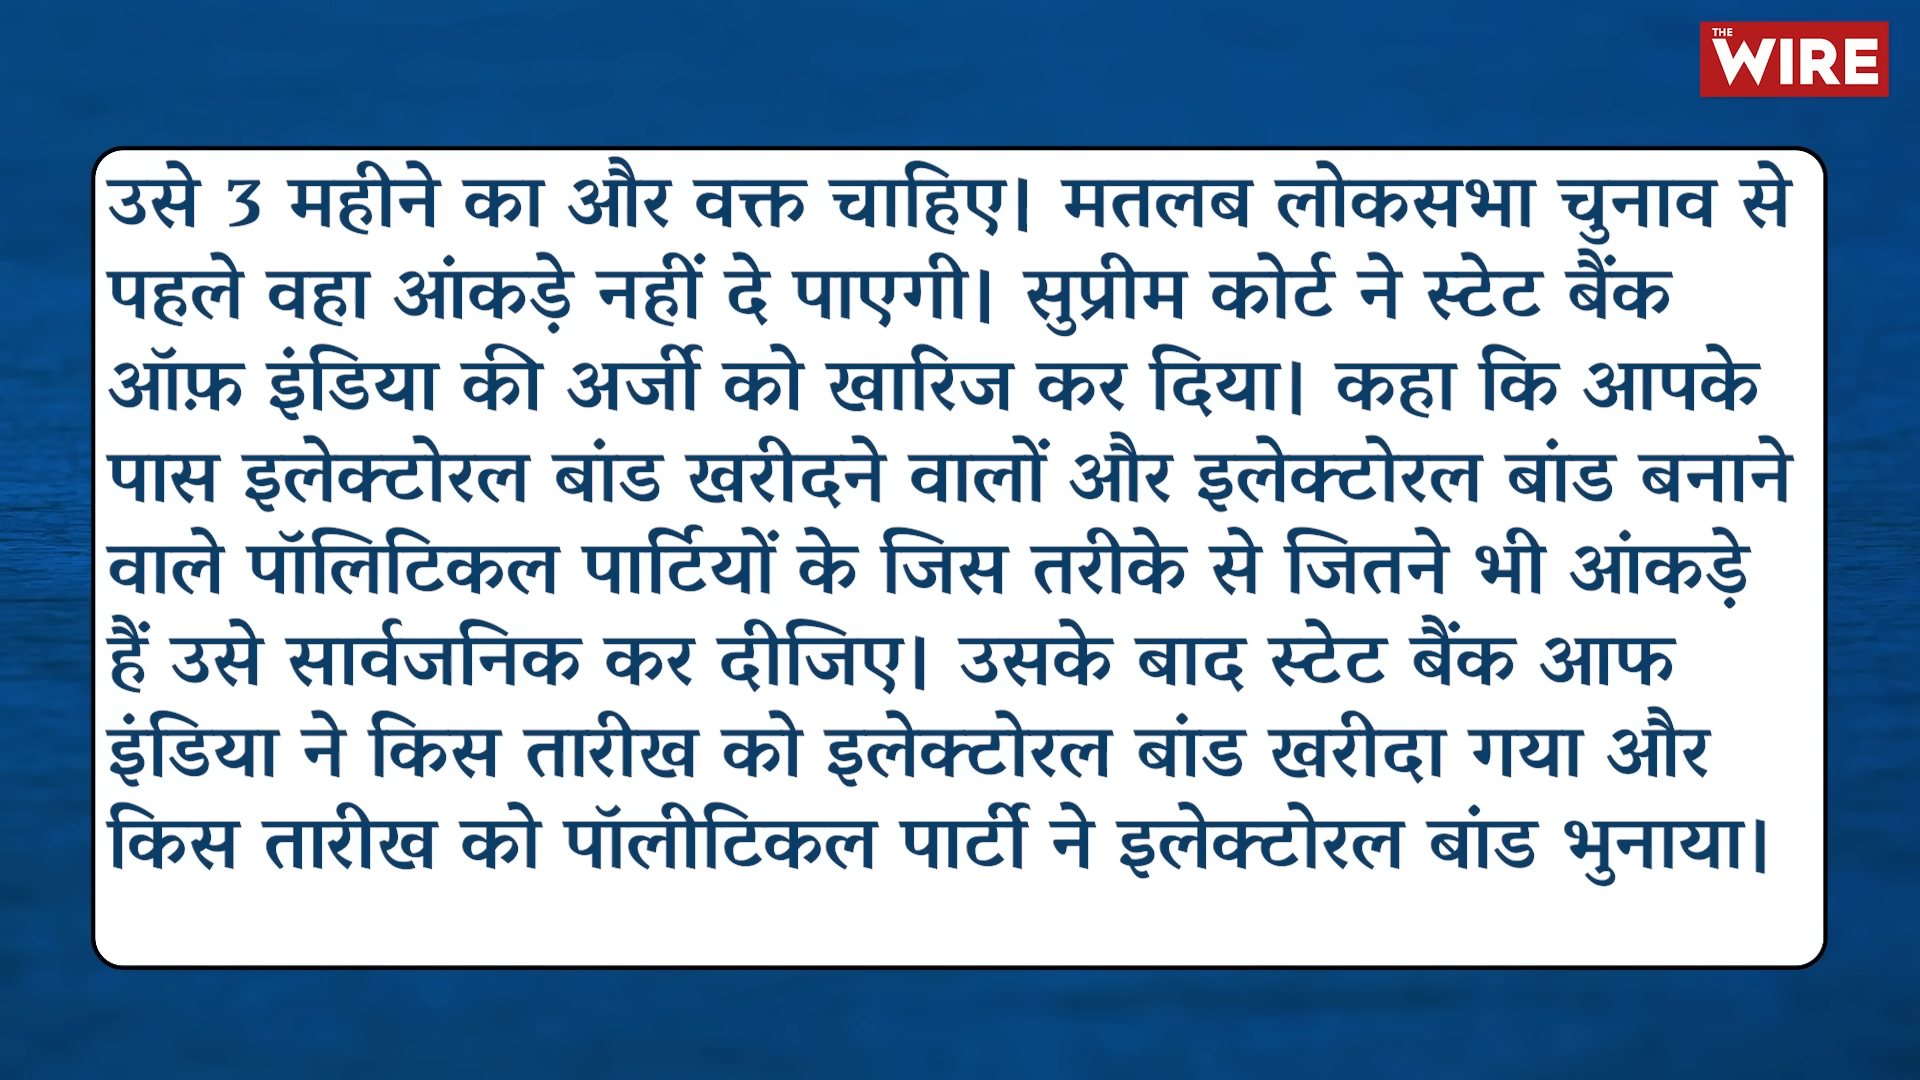 THE
WIRE
उसे 3 महीने का और वक्त चाहिए। मतलब लोकसभा चुनाव से
पहले वहा आंकड़े नहीं दे पाएगी। सुप्रीम कोर्ट ने स्टेट बैंक
ऑफ़ इंडिया की अर्जी को खारिज कर दिया। कहा कि आपके
पास इलेक्टोरल बांड खरीदने वालों और इलेक्टोरल बांड बनाने
वाले पॉलिटिकल पार्टियों के जिस तरीके से जितने भी आंकड़े
हैं उसे सार्वजनिक कर दीजिए। उसके बाद स्टेट बैंक आफ
इंडिया ने किस तारीख को इलेक्टोरल बांड खरीदा गया और
किस तारीख को पॉलीटिकल पार्टी ने इलेक्टोरल बांड भुनाया।